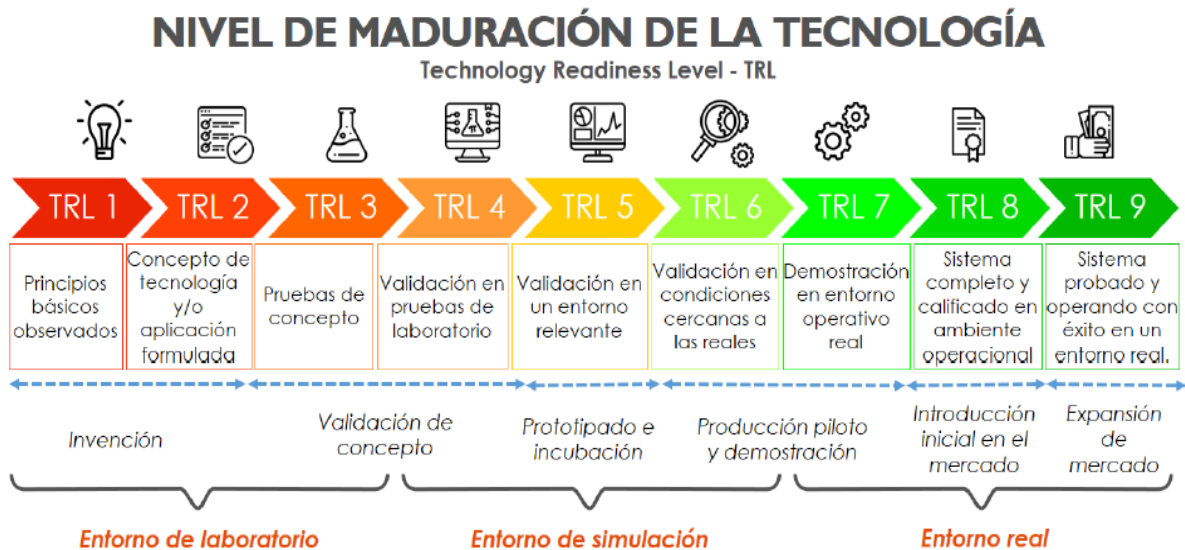 NIVEL DE MADURACIÓN DE LA TECNOLOGÍA
Technology Readiness Level - TRL
TRL 1
TRL 2
TRL 3
TRL 4
TRL 5
TRL 6
TRL 7
TRL 8
TRL 9
Principios
básicos
observados
Concepto de
tecnología
y/o
aplicación
formulada
Pruebas de
concepto
Validación en
pruebas de
laboratorio
Validación en
un entorno
relevante
Validación en
condiciones
cercanas a
las reales
Demostración
en entorno
operativo
real
Sistema
completo y
calificado en
ambiente
operacional
Sistema
probado y
operando con
éxito en un
entorno real.
Invención
Validación de
concepto
Prototipado e
incubación
Producción piloto
y demostración
Introducción
inicial en el
mercado
Expansión
de
mercado
Entorno de laboratorio
Entorno de simulación
Entorno real